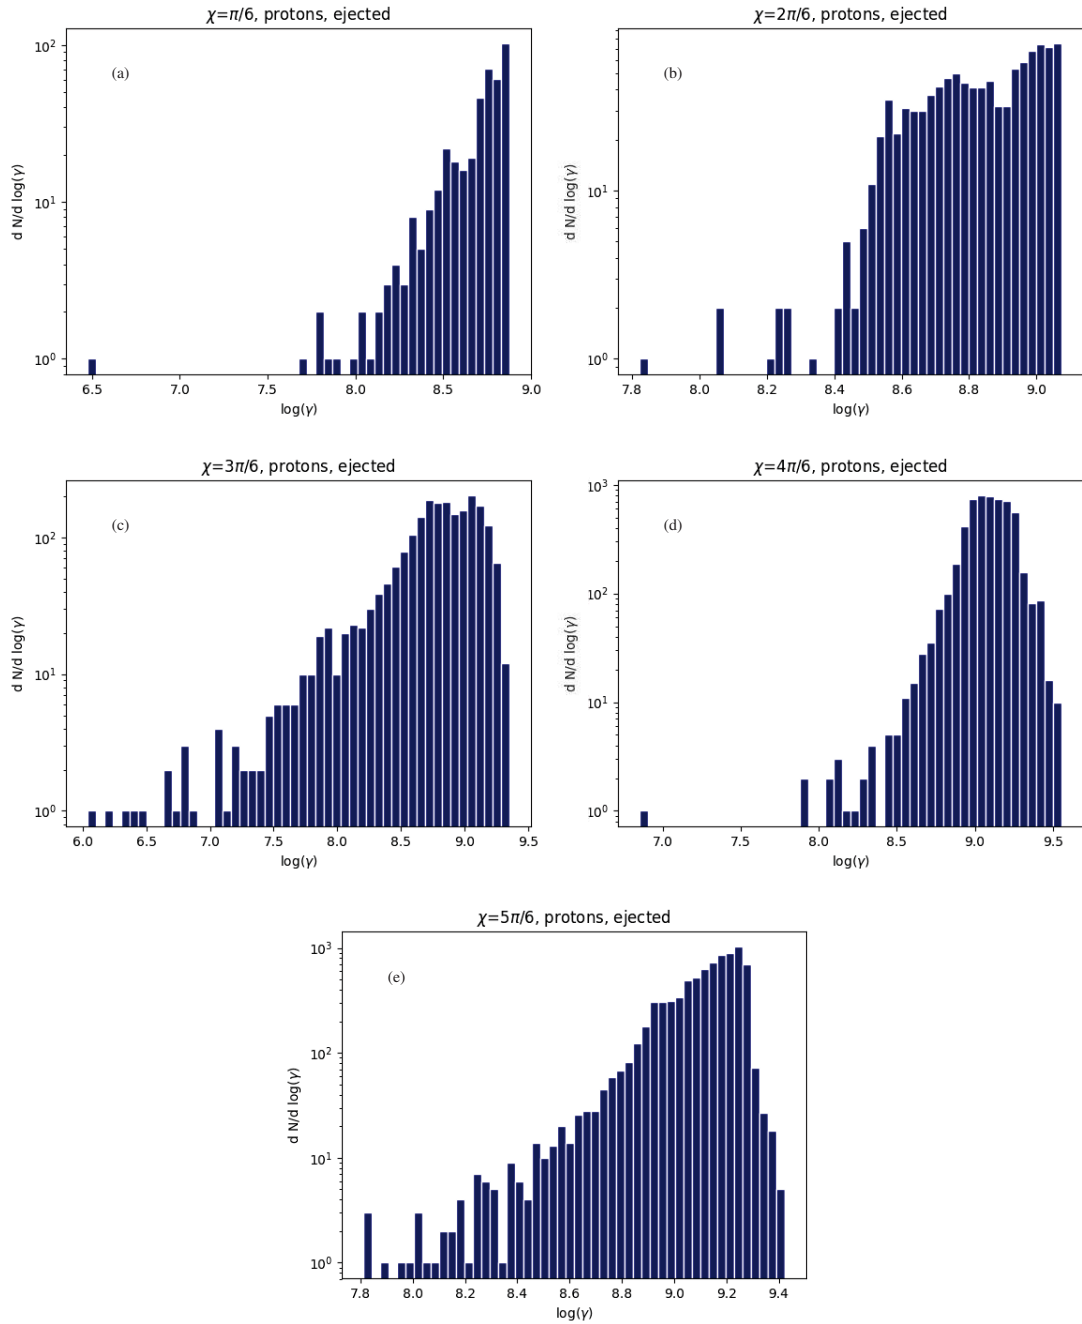 χ=π/6, protons, ejected
(a)
d N/d log(γ)
10²
10¹
10⁰
6.5 7.0 7.5 8.0 8.5 9.0
log(γ)
χ=2π/6, protons, ejected
(b)
d N/d log(γ)
10¹
10⁰
7.8 8.0 8.2 8.4 8.6 8.8 9.0
log(γ)
χ=3π/6, protons, ejected
(c)
d N/d log(γ)
10²
10¹
10⁰
6.0 6.5 7.0 7.5 8.0 8.5 9.0 9.5
log(γ)
χ=4π/6, protons, ejected
(d)
d N/d log(γ)
10³
10²
10¹
10⁰
7.0 7.5 8.0 8.5 9.0 9.5
log(γ)
χ=5π/6, protons, ejected
(e)
d N/d log(γ)
10³
10²
10¹
10⁰
7.8 8.0 8.2 8.4 8.6 8.8 9.0 9.2 9.4
log(γ)